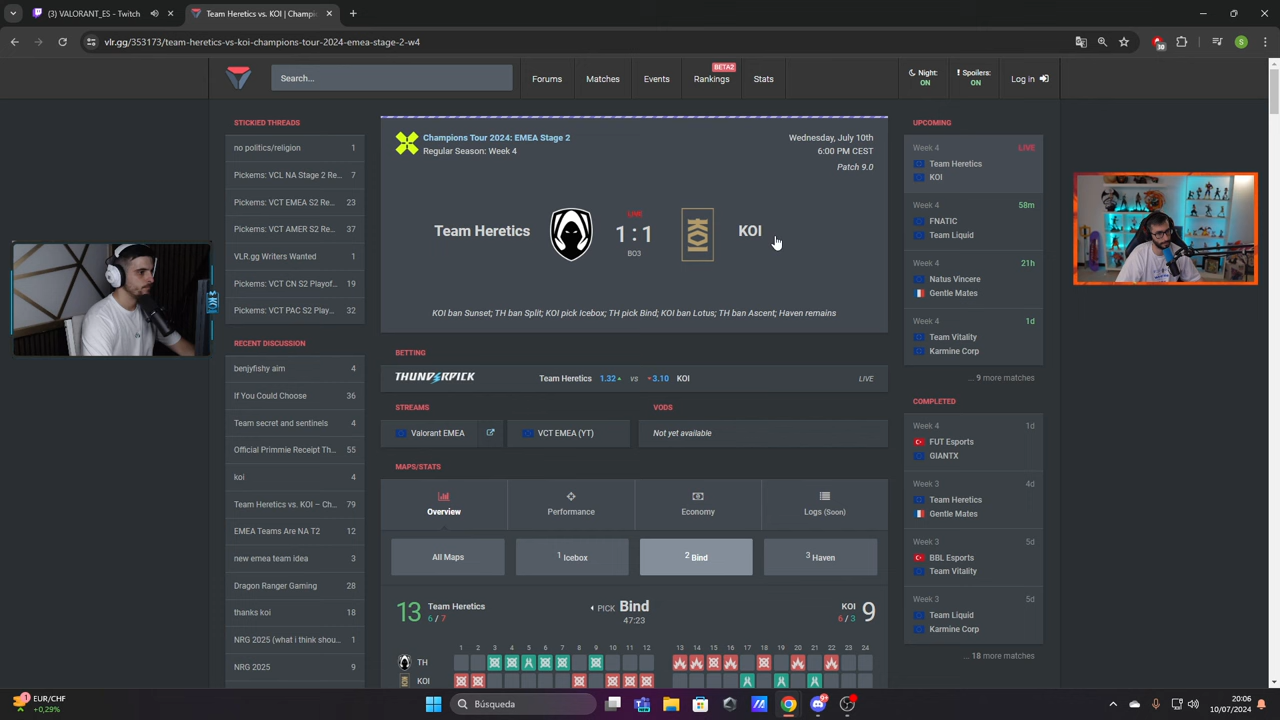 (3) VALORANT_ES - Twitch
Team Heretics vs. KOI | Champions
vlr.gg/353173/team-heretics-vs-koi-champions-tour-2024-emea-stage-2-w4
30
S
Search...
Forums
Matches
Events
Rankings
BETA2
Stats
Night: ON
Spoilers: ON
Log in
STICKIED THREADS
no politics/religion 1
Pickems: VCL NA Stage 2 Re... 7
Pickems: VCT EMEA S2 Re... 23
Pickems: VCT AMER S2 Re... 37
VLR.gg Writers Wanted 1
Pickems: VCT CN S2 Playof... 19
Pickems: VCT PAC S2 Play... 32
RECENT DISCUSSION
benjyfishy aim 4
If You Could Choose 36
Team secret and sentinels 4
Official Primmie Receipt Th... 55
koi 4
Team Heretics vs. KOI – Ch... 79
EMEA Teams Are NA T2 12
new emea team idea 3
Dragon Ranger Gaming 28
thanks koi 18
NRG 2025 (what i think shou... 1
NRG 2025 9
Champions Tour 2024: EMEA Stage 2
Regular Season: Week 4
Wednesday, July 10th
6:00 PM CEST
Patch 9.0
Team Heretics
LIVE
1 : 1
BO3
KOI
KOI ban Sunset; TH ban Split; KOI pick Icebox; TH pick Bind; KOI ban Lotus; TH ban Ascent; Haven remains
BETTING
THUNDERPICK Team Heretics 1.32 vs 3.10 KOI LIVE
STREAMS
Valorant EMEA
VCT EMEA (YT)
VODS
Not yet available
MAPS/STATS
Overview
Performance
Economy
Logs (Soon)
All Maps
1 Icebox
2 Bind
3 Haven
13 Team Heretics
6 / 7
PICK Bind
47:23
KOI 9
6 / 3
1 2 3 4 5 6 7 8 9 10 11 12 13 14 15 16 17 18 19 20 21 22 23 24
TH
KOI
UPCOMING
Week 4 LIVE
Team Heretics
KOI
Week 4 58m
FNATIC
Team Liquid
Week 4 21h
Natus Vincere
Gentle Mates
Week 4 1d
Team Vitality
Karmine Corp
... 9 more matches
COMPLETED
Week 4 1d
FUT Esports
GIANTX
Week 3 4d
Team Heretics
Gentle Mates
Week 3 5d
BBL Esports
Team Vitality
Week 3 5d
Team Liquid
Karmine Corp
... 18 more matches
KOI
EUR/CHF
+0,29%
Búsqueda
20:06
10/07/2024